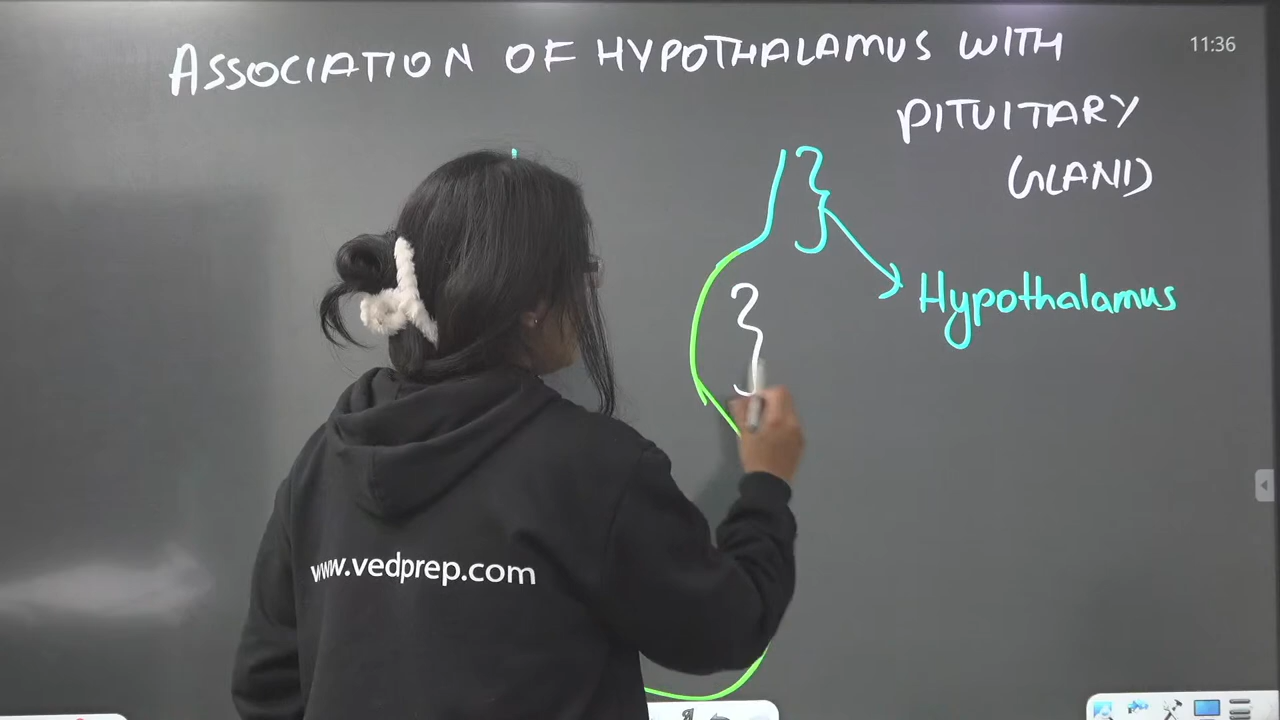 ASSOCIATION OF HYPOTHALAMUS WITH
PITUITARY
GLAND
11:36
Hypothalamus
www.vedprep.com